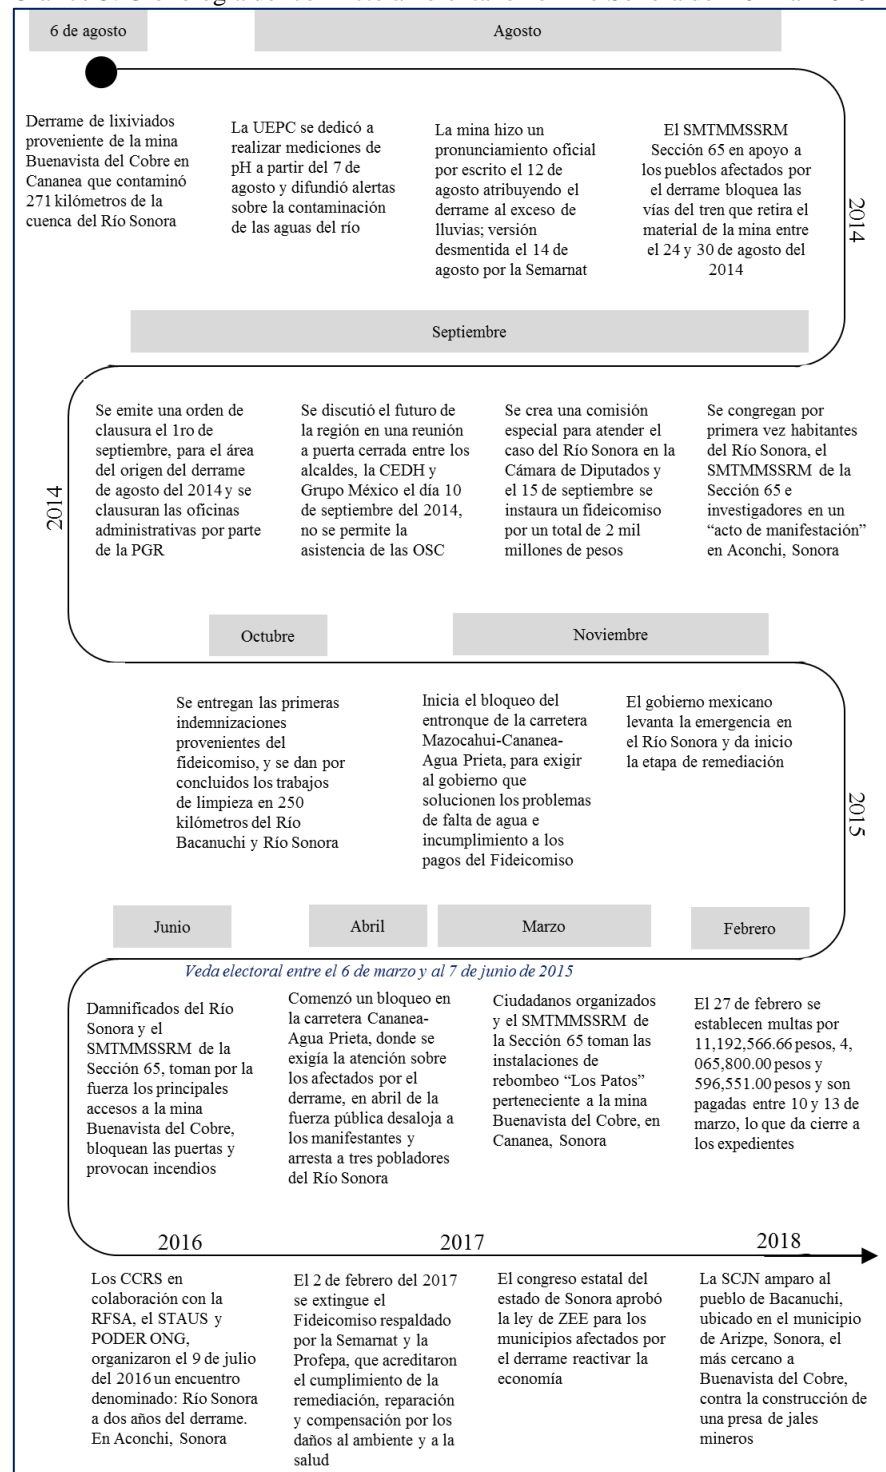 6 de agosto
Agosto
Derrame de lixiviados
proveniente de la mina
Buenavista del Cobre en
Cananea que contaminó
271 kilómetros de la
cuenca del Río Sonora
La UEPC se dedicó a
realizar mediciones de
pH a partir del 7 de
agosto y difundió alertas
sobre la contaminación
de las aguas del río
La mina hizo un
pronunciamiento oficial
por escrito el 12 de
agosto atribuyendo el
derrame al exceso de
lluvias; versión
desmentida el 14 de
agosto por la Semarnat
El SMTMMSSRM
Sección 65 en apoyo a
los pueblos afectados por
el derrame bloquea las
vías del tren que retira el
material de la mina entre
el 24 y 30 de agosto del
2014
2014
Septiembre
2014
Se emite una orden de
clausura el 1ro de
septiembre, para el área
del origen del derrame
de agosto del 2014 y se
clausuran las oficinas
administrativas por parte
de la PGR
Se discutió el futuro de
la región en una reunión
a puerta cerrada entre los
alcaldes, la CEDH y
Grupo México el día 10
de septiembre del 2014,
no se permite la
asistencia de las OSC
Se crea una comisión
especial para atender el
caso del Río Sonora en la
Cámara de Diputados y
el 15 de septiembre se
instaura un fideicomiso
por un total de 2 mil
millones de pesos
Se congregan por
primera vez habitantes
del Río Sonora, el
SMTMMSSRM de la
Sección 65 e
investigadores en un
“acto de manifestación”
en Aconchi, Sonora
Octubre
Noviembre
Se entregan las primeras
indemnizaciones
provenientes del
fideicomiso, y se dan por
concluidos los trabajos
de limpieza en 250
kilómetros del Río
Bacanuchi y Río Sonora
Inicia el bloqueo del
entronque de la carretera
Mazocahui-Cananea-
Agua Prieta, para exigir
al gobierno que
solucionen los problemas
de falta de agua e
incumplimiento a los
pagos del Fideicomiso
El gobierno mexicano
levanta la emergencia en
el Río Sonora y da inicio
la etapa de remediación
2015
Junio
Abril
Marzo
Febrero
Veda electoral entre el 6 de marzo y al 7 de junio de 2015
Damnificados del Río
Sonora y el
SMTMMSSRM de la
Sección 65, toman por la
fuerza los principales
accesos a la mina
Buenavista del Cobre,
bloquean las puertas y
provocan incendios
Comenzó un bloqueo en
la carretera Cananea-
Agua Prieta, donde se
exigía la atención sobre
los afectados por el
derrame, en abril de la
fuerza pública desaloja a
los manifestantes y
arresta a tres pobladores
del Río Sonora
Ciudadanos organizados
y el SMTMMSSRM de
la Sección 65 toman las
instalaciones de
rebombeo “Los Patos”
perteneciente a la mina
Buenavista del Cobre, en
Cananea, Sonora
El 27 de febrero se
establecen multas por
11,192,566.66 pesos, 4,
065,800.00 pesos y
596,551.00 pesos y son
pagadas entre 10 y 13 de
marzo, lo que da cierre a
los expedientes
2016
2017
2018
Los CCRS en
colaboración con la
RFSA, el STAUS y
PODER ONG,
organizaron el 9 de julio
del 2016 un encuentro
denominado: Río Sonora
a dos años del derrame.
En Aconchi, Sonora
El 2 de febrero del 2017
se extingue el
Fideicomiso respaldado
por la Semarnat y la
Profepa, que acreditaron
el cumplimiento de la
remediación, reparación
y compensación por los
daños al ambiente y a la
salud
El congreso estatal del
estado de Sonora aprobó
la ley de ZEE para los
municipios afectados por
el derrame reactivar la
economía
La SCJN amparo al
pueblo de Bacanuchi,
ubicado en el municipio
de Arizpe, Sonora, el
más cercano a
Buenavista del Cobre,
contra la construcción de
una presa de jales
mineros